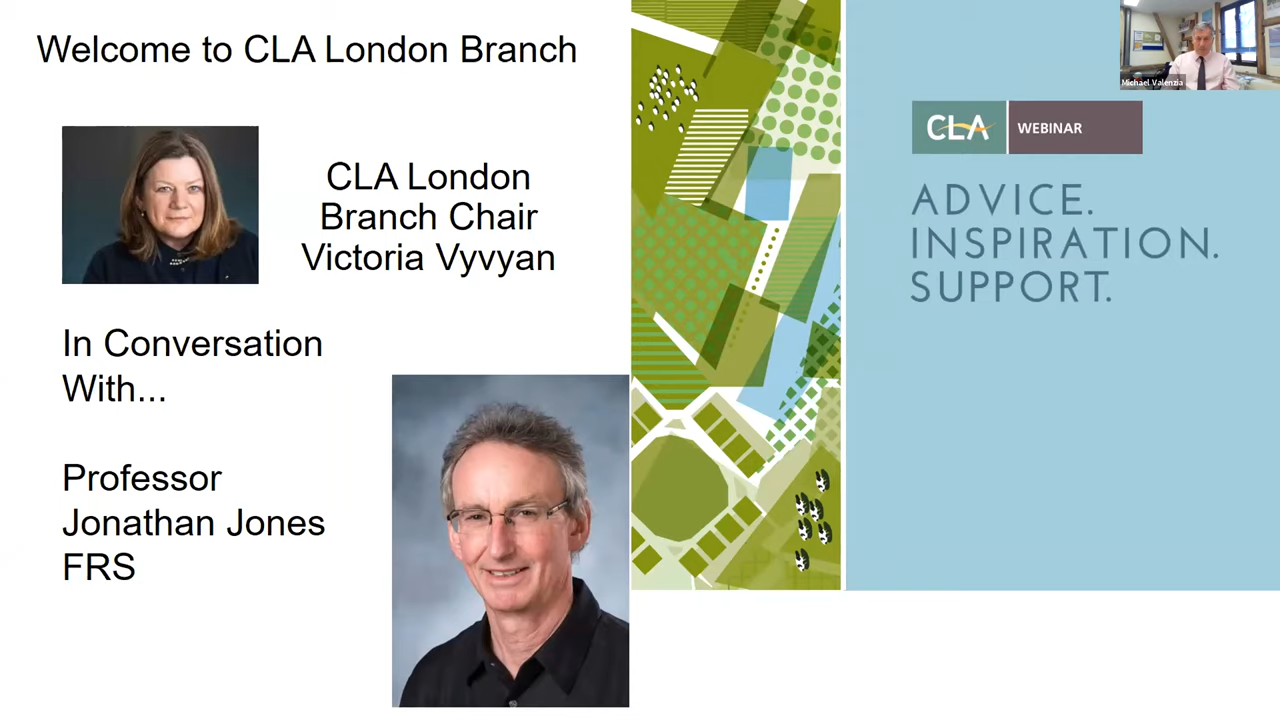 Welcome to CLA London Branch
CLA London
Branch Chair
Victoria Vyvyan
In Conversation
With...
Professor
Jonathan Jones
FRS
Michael Valenzia
CLA WEBINAR
ADVICE.
INSPIRATION.
SUPPORT.